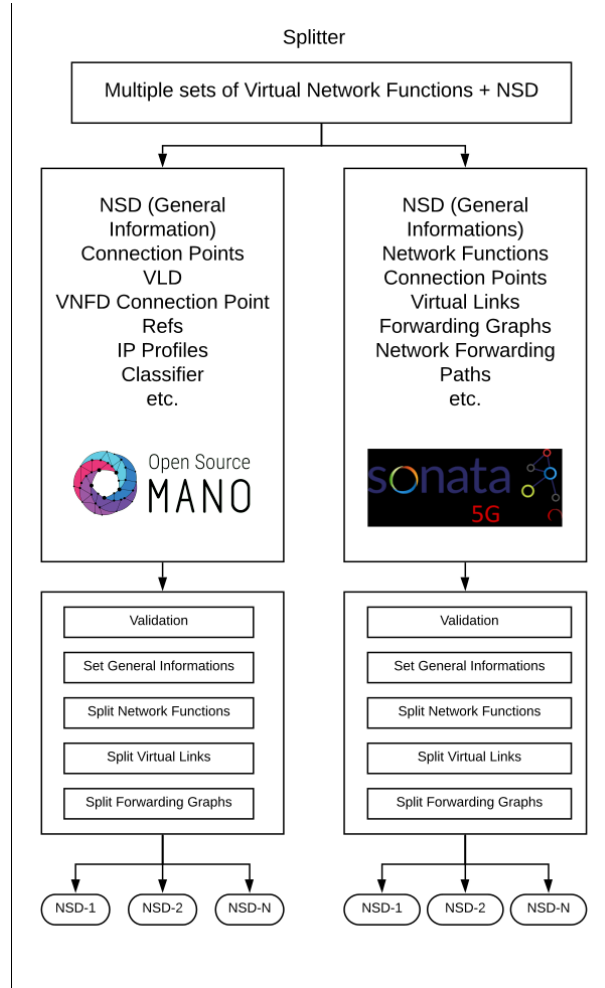 Splitter
Multiple sets of Virtual Network Functions + NSD
NSD (General
Information)
Connection Points
VLD
VNFD Connection Point
Refs
IP Profiles
Classifier
etc.
Open Source
MANO
NSD (General
Informations)
Network Functions
Connection Points
Virtual Links
Forwarding Graphs
Network Forwarding
Paths
etc.
sonata
5G
Validation
Set General Informations
Split Network Functions
Split Virtual Links
Split Forwarding Graphs
Validation
Set General Informations
Split Network Functions
Split Virtual Links
Split Forwarding Graphs
NSD-1
NSD-2
NSD-N
NSD-1
NSD-2
NSD-N